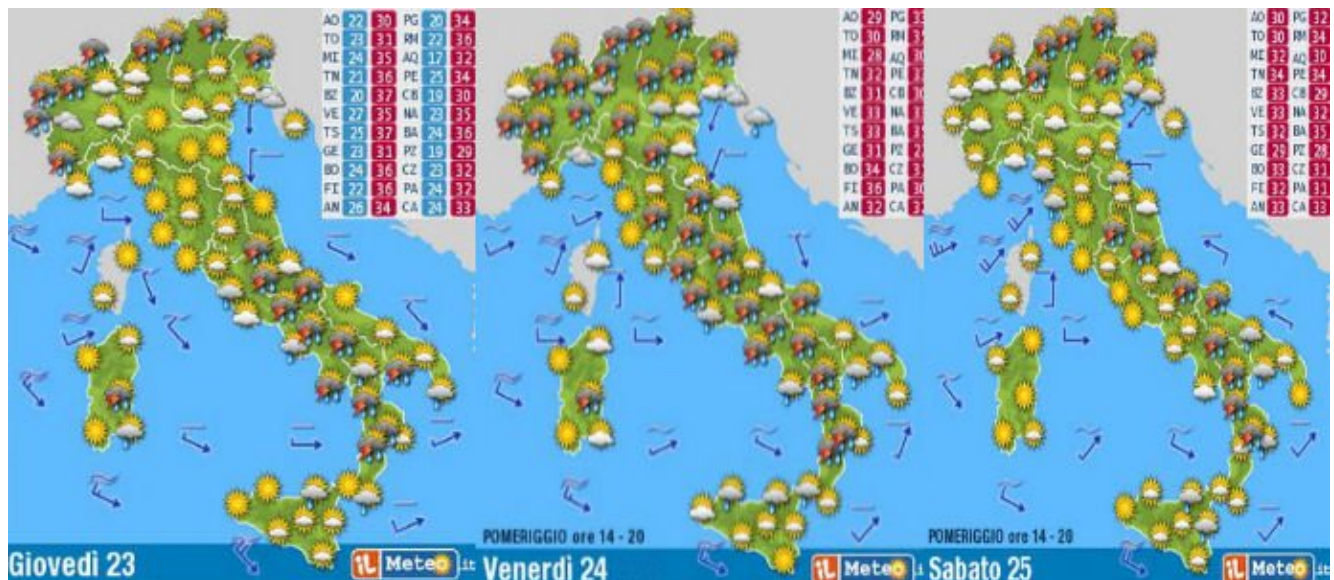 AO 22 30 PG 20 34
TO 23 31 RM 22 36
MI 24 35 AQ 17 32
TN 21 36 PE 25 34
BZ 20 37 CB 19 30
VE 27 35 NA 23 35
TS 25 37 BA 24 36
GE 23 31 PZ 19 29
BO 24 36 CZ 23 32
FI 22 36 PA 24 32
AN 26 34 CA 24 33
Giovedì 23
iL Meteo.it
AO 29 PG
TO 30 RM
MI 28 AQ
TN 32 PE
BZ 31 CB
VE 33 NA
TS 33 BA
GE 31 PZ
BO 34 CZ
FI 36 PA
AN 32 CA
POMERIGGIO ore 14 - 20
Venerdì 24
iL Meteo.i
AO 30 PG 32
TO 30 RM 34
MI 32 AQ 30
TN 34 PE 34
BZ 33 CB 29
VE 33 NA 32
TS 32 BA 35
GE 29 PZ 28
BO 33 CZ 31
FI 32 PA 31
AN 33 CA 33
POMERIGGIO ore 14 - 20
Sabato 25
iL Meteo.it